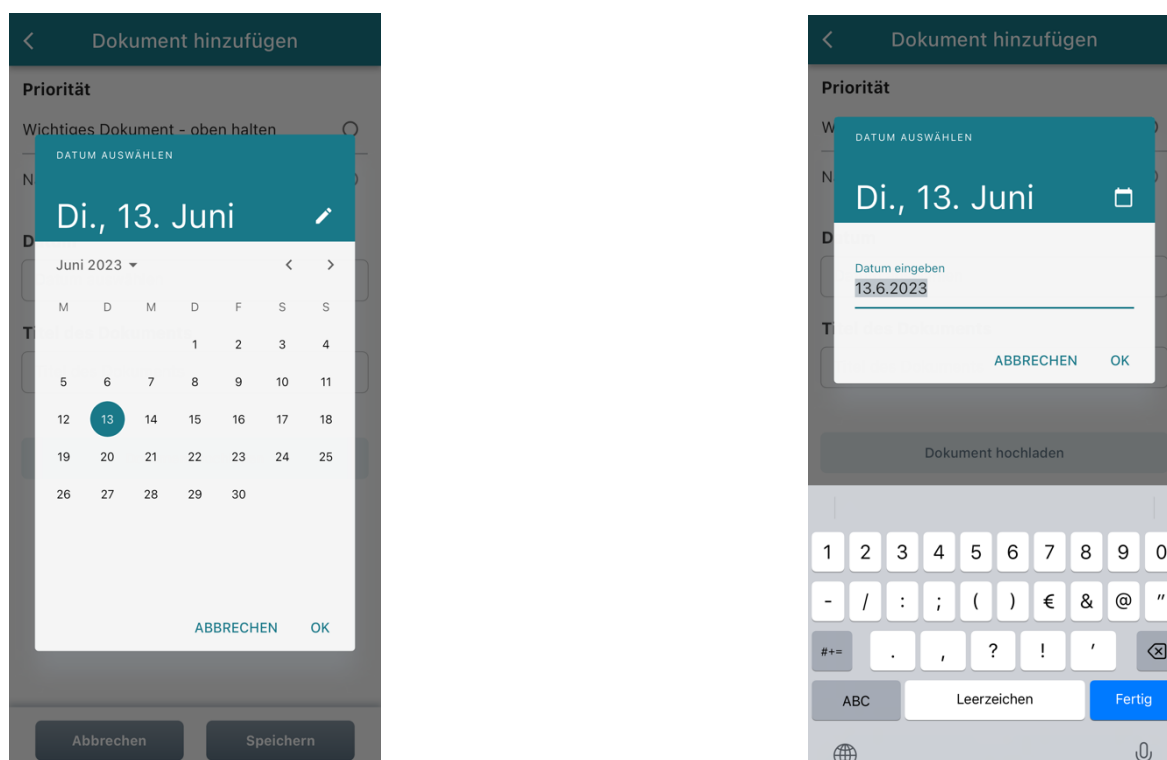 Dokument hinzufügen
Priorität
Wichtiges Dokument - oben halten
DATUM AUSWÄHLEN
N
Di., 13. Juni
D
Juni 2023
M D M D F S S
T
1 2 3 4
5 6 7 8 9 10 11
12 13 14 15 16 17 18
19 20 21 22 23 24 25
26 27 28 29 30
ABBRECHEN OK
Abbrechen Speichern
Dokument hinzufügen
Priorität
W
DATUM AUSWÄHLEN
N
Di., 13. Juni
D
Datum eingeben
13.6.2023
T
ABBRECHEN OK
Dokument hochladen
1 2 3 4 5 6 7 8 9 0
- / : ; ( ) € & @ "
#+= . , ? ! '
ABC Leerzeichen Fertig